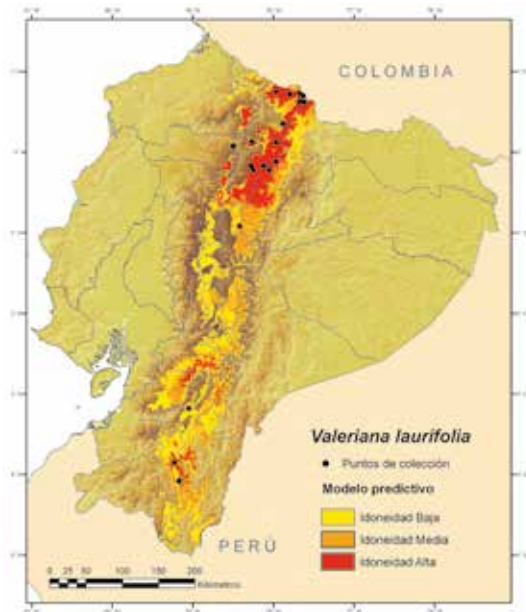 COLOMBIA
Valeriana laurifolia
Puntos de colección
Modelo predictivo
Idoneidad Baja
Idoneidad Media
Idoneidad Alta
PERÚ
0 25 50 100 150 200
Kilómetros